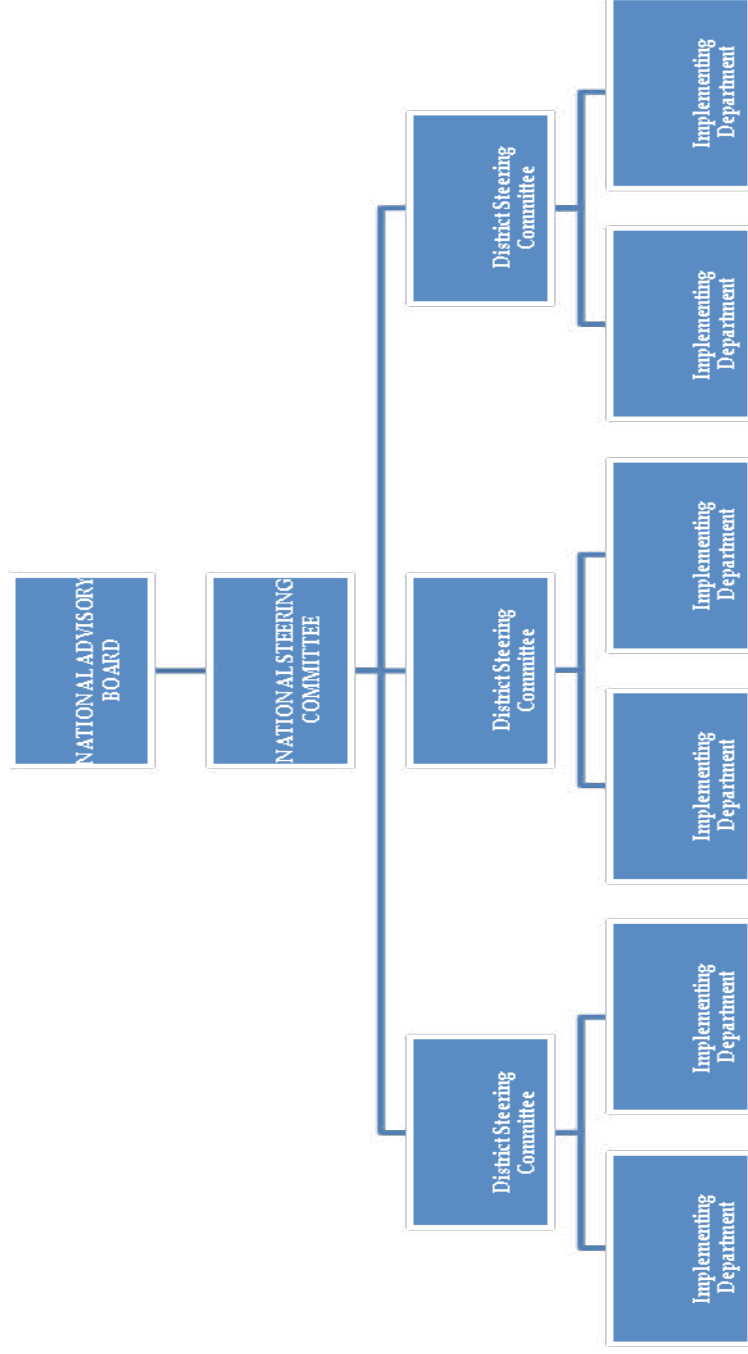 NATIONAL ADVISORY
BOARD
NATIONAL STEERING
COMMITTEE
District Steering
Committee
District Steering
Committee
District Steering
Committee
Implementing
Department
Implementing
Department
Implementing
Department
Implementing
Department
Implementing
Department
Implementing
Department